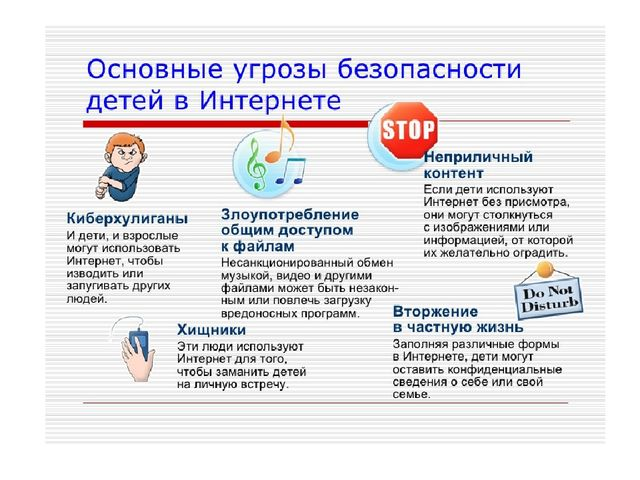 Основные угрозы безопасности
детей в Интернете
STOP
Киберхулиганы
И дети, и взрослые
могут использовать
Интернет, чтобы
изводить или
запугивать других
людей.
Злоупотребление
общим доступом
к файлам
Несанкционированный обмен
музыкой, видео и другими
файлами может быть незакон-
ным или повлечь загрузку
вредоносных программ.
Неприличный
контент
Если дети используют
Интернет без присмотра,
они могут столкнуться
с изображениями или
информацией, от которой
их желательно оградить.
Хищники
Эти люди используют
Интернет для того,
чтобы заманить детей
на личную встречу.
Do Not
Disturb
Вторжение
в частную жизнь
Заполняя различные формы
в Интернете, дети могут
оставить конфиденциальные
сведения о себе или своей
семье.